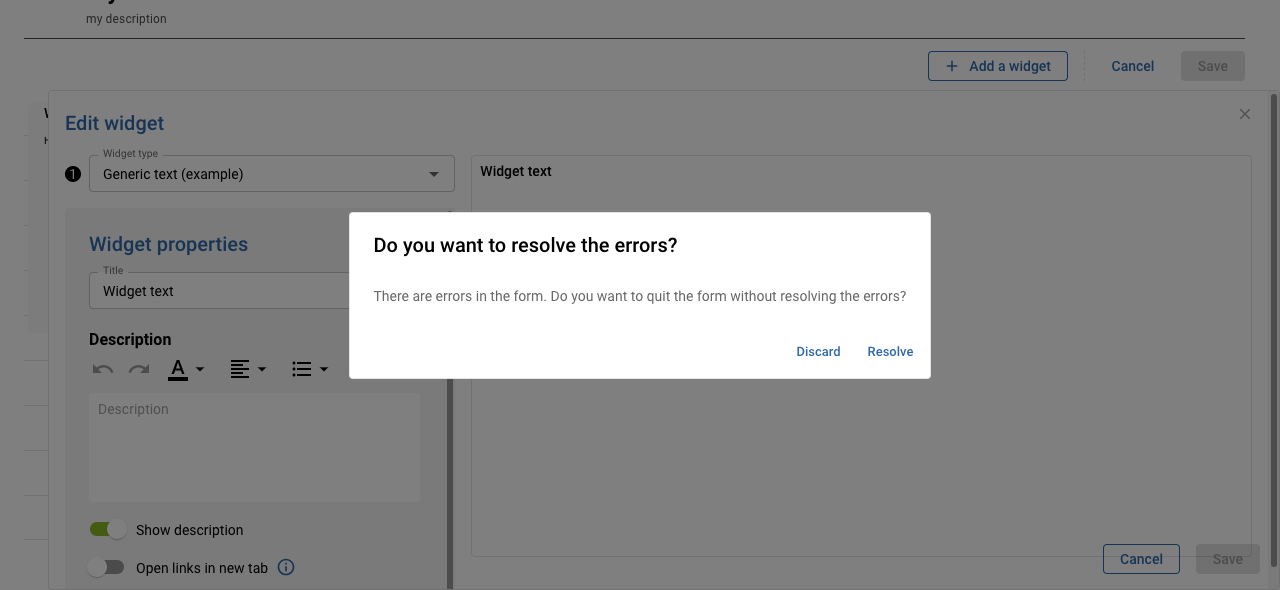 my description
Add a widget
Cancel
Save
Edit widget
Widget type
1
Generic text (example)
Widget text
Widget properties
Title
Widget text
Do you want to resolve the errors?
There are errors in the form. Do you want to quit the form without resolving the errors?
Discard
Resolve
Description
A
Description
Show description
Open links in new tab
Cancel
Save